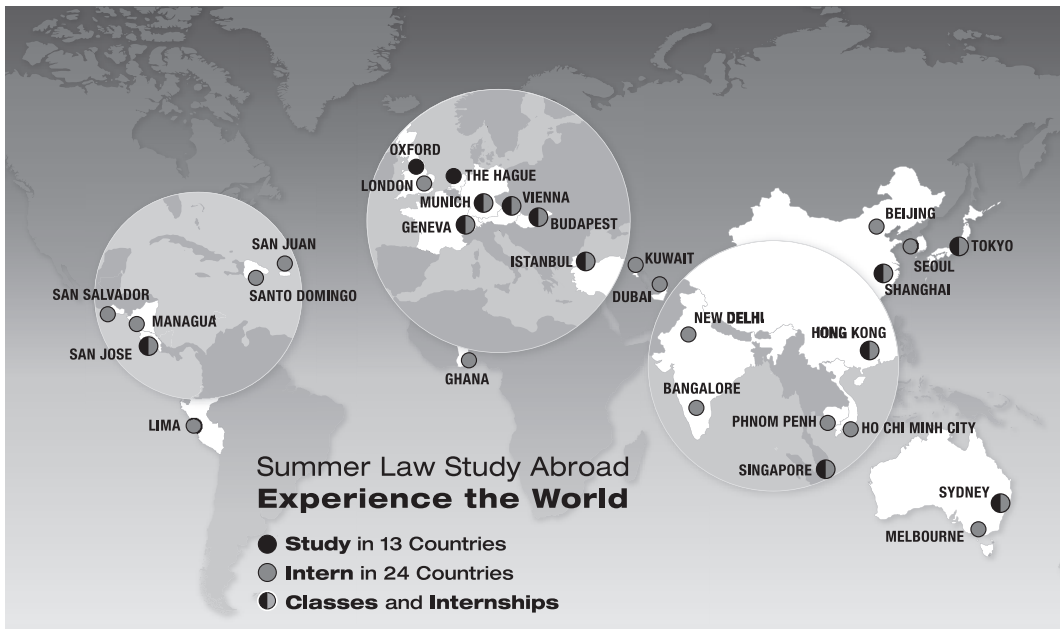 OXFORD
THE HAGUE
LONDON
MUNICH
VIENNA
GENEVA
BUDAPEST
ISTANBUL
KUWAIT
DUBAI
BEIJING
TOKYO
SEOUL
SHANGHAI
SAN JUAN
SANTO DOMINGO
SAN SALVADOR
MANAGUA
SAN JOSE
NEW DELHI
HONG KONG
GHANA
BANGALORE
LIMA
PHNOM PENH
HO CHI MINH CITY
SINGAPORE
SYDNEY
MELBOURNE
Summer Law Study Abroad
Experience the World
Study in 13 Countries
Intern in 24 Countries
Classes and Internships